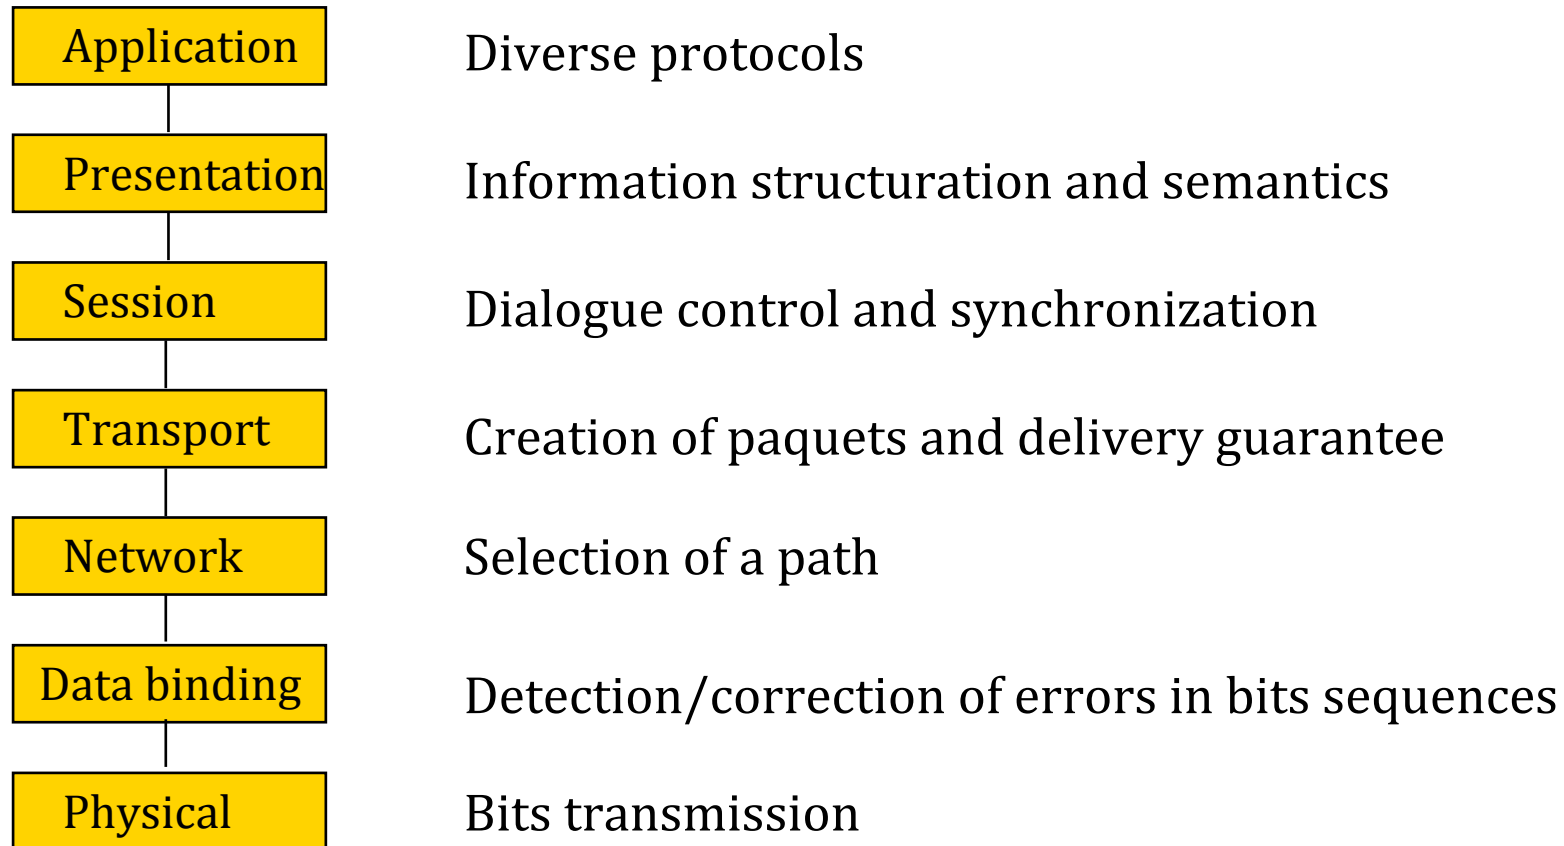 Application
Diverse protocols
Presentation
Information structuration and semantics
Session
Dialogue control and synchronization
Transport
Creation of paquets and delivery guarantee
Network
Selection of a path
Data binding
Detection/correction of errors in bits sequences
Physical
Bits transmission